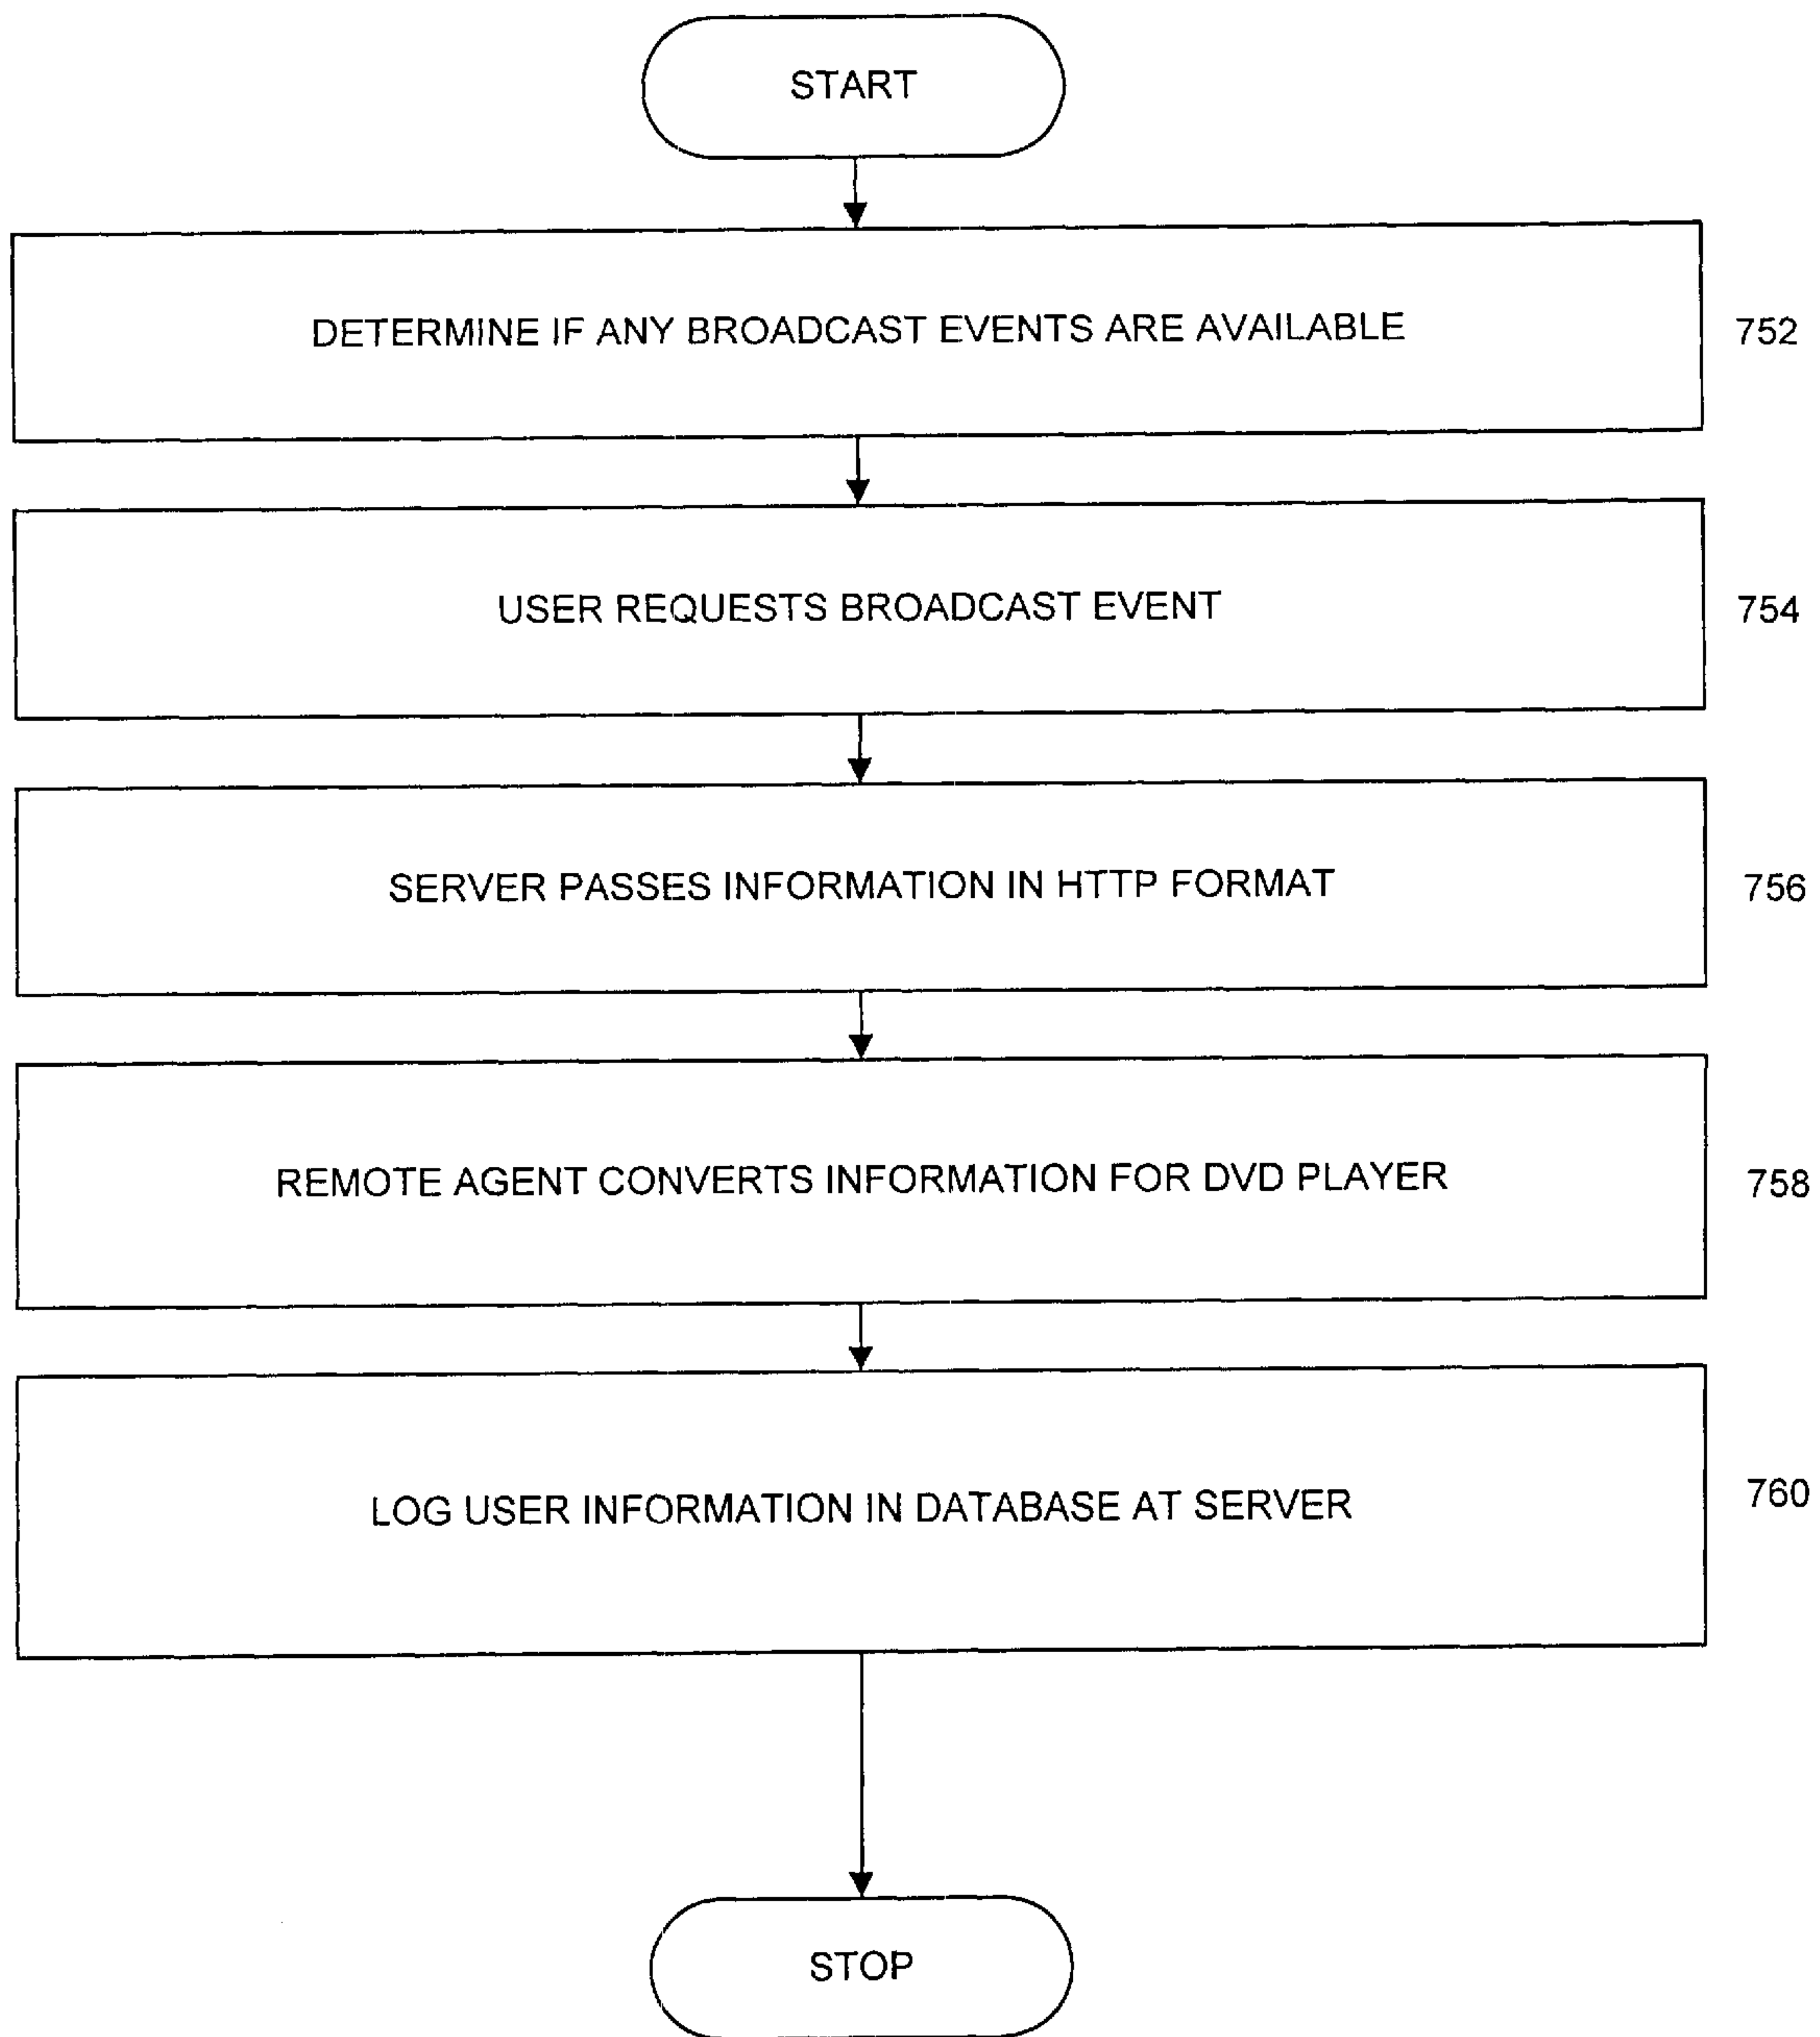 START
DETERMINE IF ANY BROADCAST EVENTS ARE AVAILABLE
752
USER REQUESTS BROADCAST EVENT
754
SERVER PASSES INFORMATION IN HTTP FORMAT
756
REMOTE AGENT CONVERTS INFORMATION FOR DVD PLAYER
758
LOG USER INFORMATION IN DATABASE AT SERVER
760
STOP